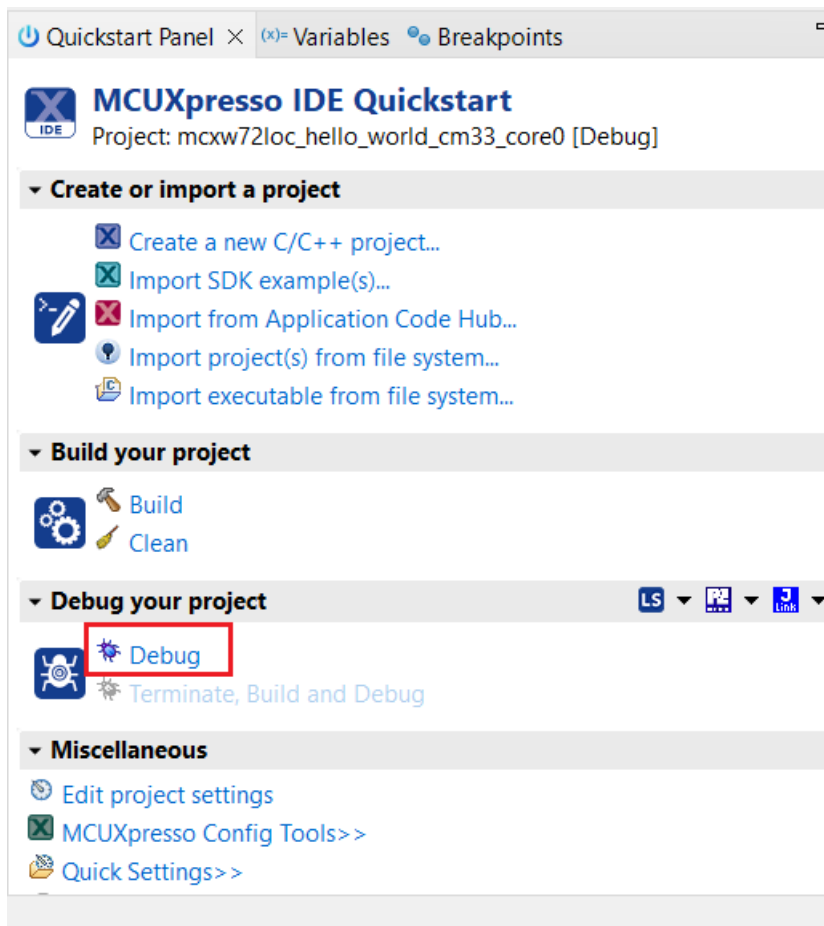 Quickstart Panel (x)= Variables Breakpoints
IDE
MCUXpresso IDE Quickstart
Project: mcxw72loc_hello_world_cm33_core0 [Debug]
Create or import a project
Create a new C/C++ project...
Import SDK example(s)...
Import from Application Code Hub...
Import project(s) from file system...
Import executable from file system...
Build your project
Build
Clean
Debug your project LS PE J Link
Debug
Terminate, Build and Debug
Miscellaneous
Edit project settings
MCUXpresso Config Tools>>
Quick Settings>>